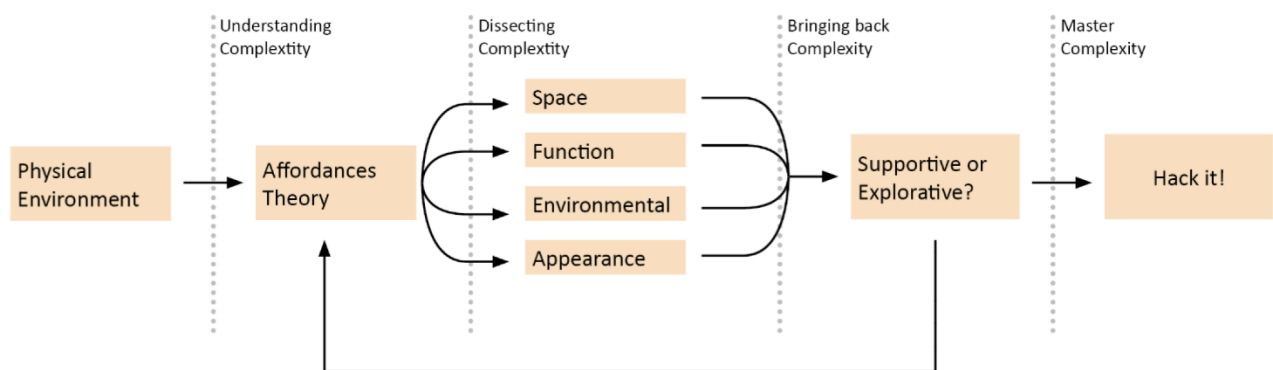 Understanding
Complextity
Dissecting
Complextity
Bringing back
Complexity
Master
Complexity
Physical
Environment
Affordances
Theory
Space
Function
Environmental
Appearance
Supportive or
Explorative?
Hack it!